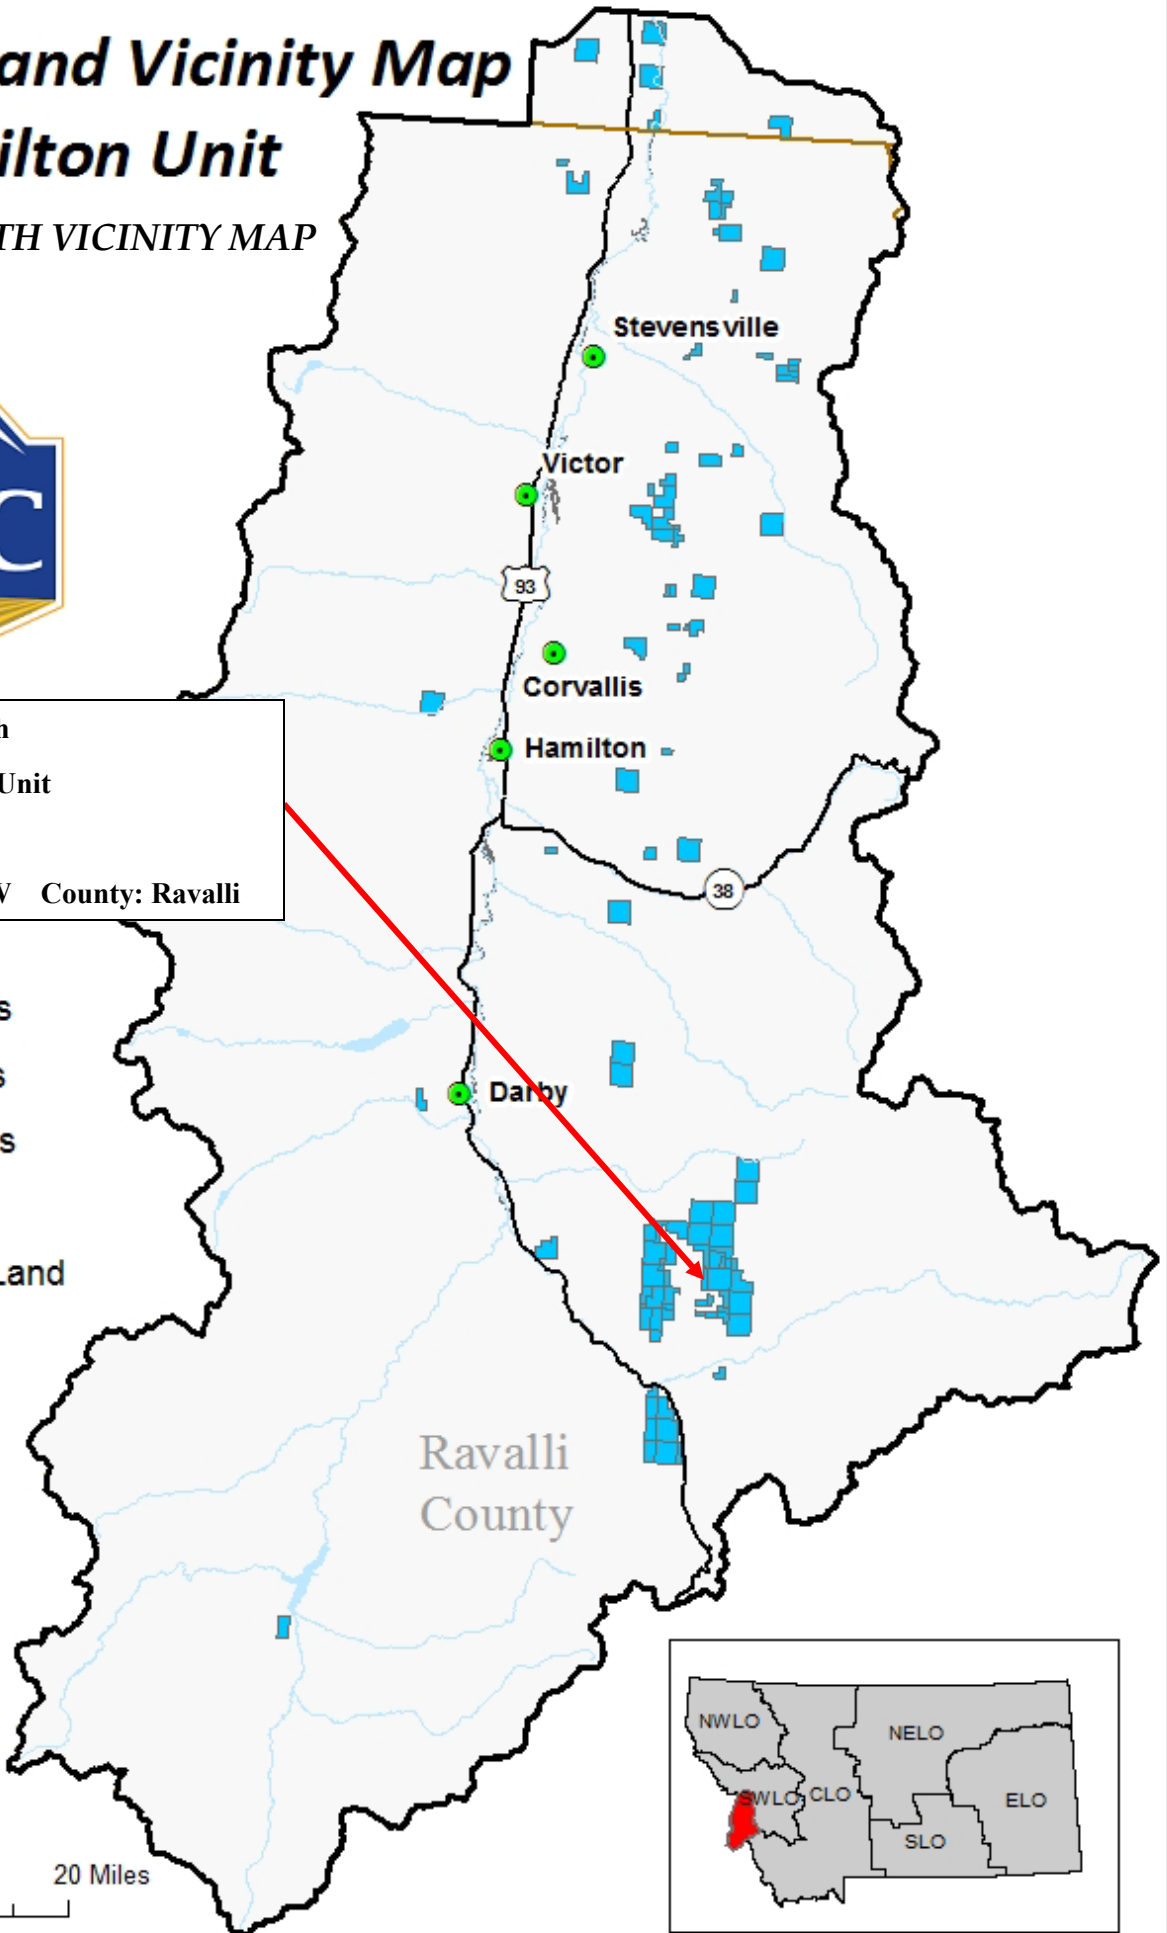 and Vicinity Map
ilton Unit
TH VICINITY MAP
Stevensville
Victor
C
93
Corvallis
h
Hamilton
Unit
County: Ravalli
38
s
s
Darby
s
Land
Ravalli
County
NWLO
NELO
SWLO
CLO
ELO
SLO
20 Miles